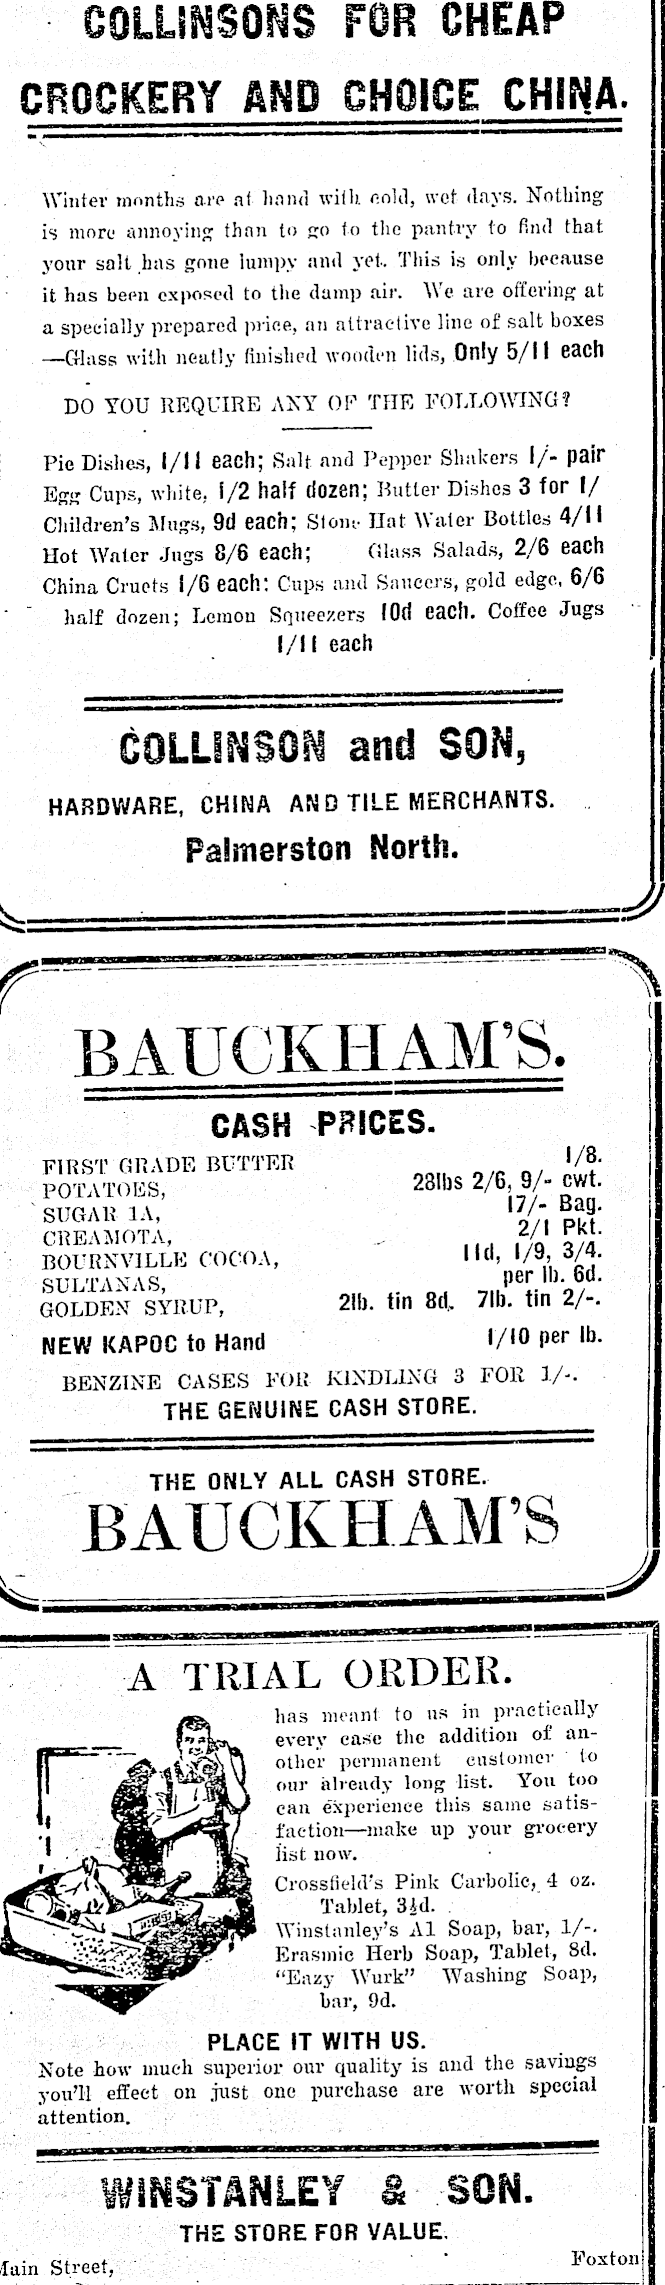 COLLINSONS FOR CHEAP
CROCKERY AND CHOICE CHINA.
Winter months are at hand with cold, wet days. Nothing
is more annoying than to go to the pantry to find that
your salt has gone lumpy and yet. This is only because
it has been exposed to the damp air. We are offering at
a specially prepared price, an attractive line of salt boxes
—Glass with neatly finished wooden lids, Only 5/11 each
DO YOU REQUIRE ANY OF THE FOLLOWING?
Pie Dishes, 1/11 each; Salt and Pepper Shakers 1/- pair
Egg Cups, white, 1/2 half dozen; Butter Dishes 3 for 1/
Children's Mugs, 9d each; Stone Hat Water Bottles 4/11
Hot Water Jugs 8/6 each; Glass Salads, 2/6 each
China Cruets 1/6 each; Cups and Saucers, gold edge, 6/6
half dozen; Lemon Squeezers 10d each. Coffee Jugs
1/11 each
COLLINSON and SON,
HARDWARE, CHINA AND TILE MERCHANTS.
Palmerston North.
BAUCKHAM'S.
CASH PRICES.
FIRST GRADE BUTTER 1/8.
POTATOES, 28lbs 2/6, 9/- cwt.
SUGAR 1A, 17/- Bag.
CREAMOTA, 2/1 Pkt.
BOURNVILLE COCOA, 11d, 1/9, 3/4.
SULTANAS, per lb. 6d.
GOLDEN SYRUP, 2lb. tin 8d. 7lb. tin 2/-.
NEW KAPOC to Hand 1/10 per lb.
BENZINE CASES FOR KINDLING 3 FOR 1/-.
THE GENUINE CASH STORE.
THE ONLY ALL CASH STORE.
BAUCKHAM'S
A TRIAL ORDER.
has meant to us in practically
every case the addition of an-
other permanent customer to
our already long list. You too
can experience this same satis-
faction—make up your grocery
list now.
Crossfield's Pink Carbolic, 4 oz.
Tablet, 3½d.
Winstanley's A1 Soap, bar, 1/-.
Erasmic Herb Soap, Tablet, 8d.
"Eazy Wurk" Washing Soap,
bar, 9d.
PLACE IT WITH US.
Note how much superior our quality is and the savings
you'll effect on just one purchase are worth special
attention.
WINSTANLEY & SON.
THE STORE FOR VALUE.
Main Street, Foxton